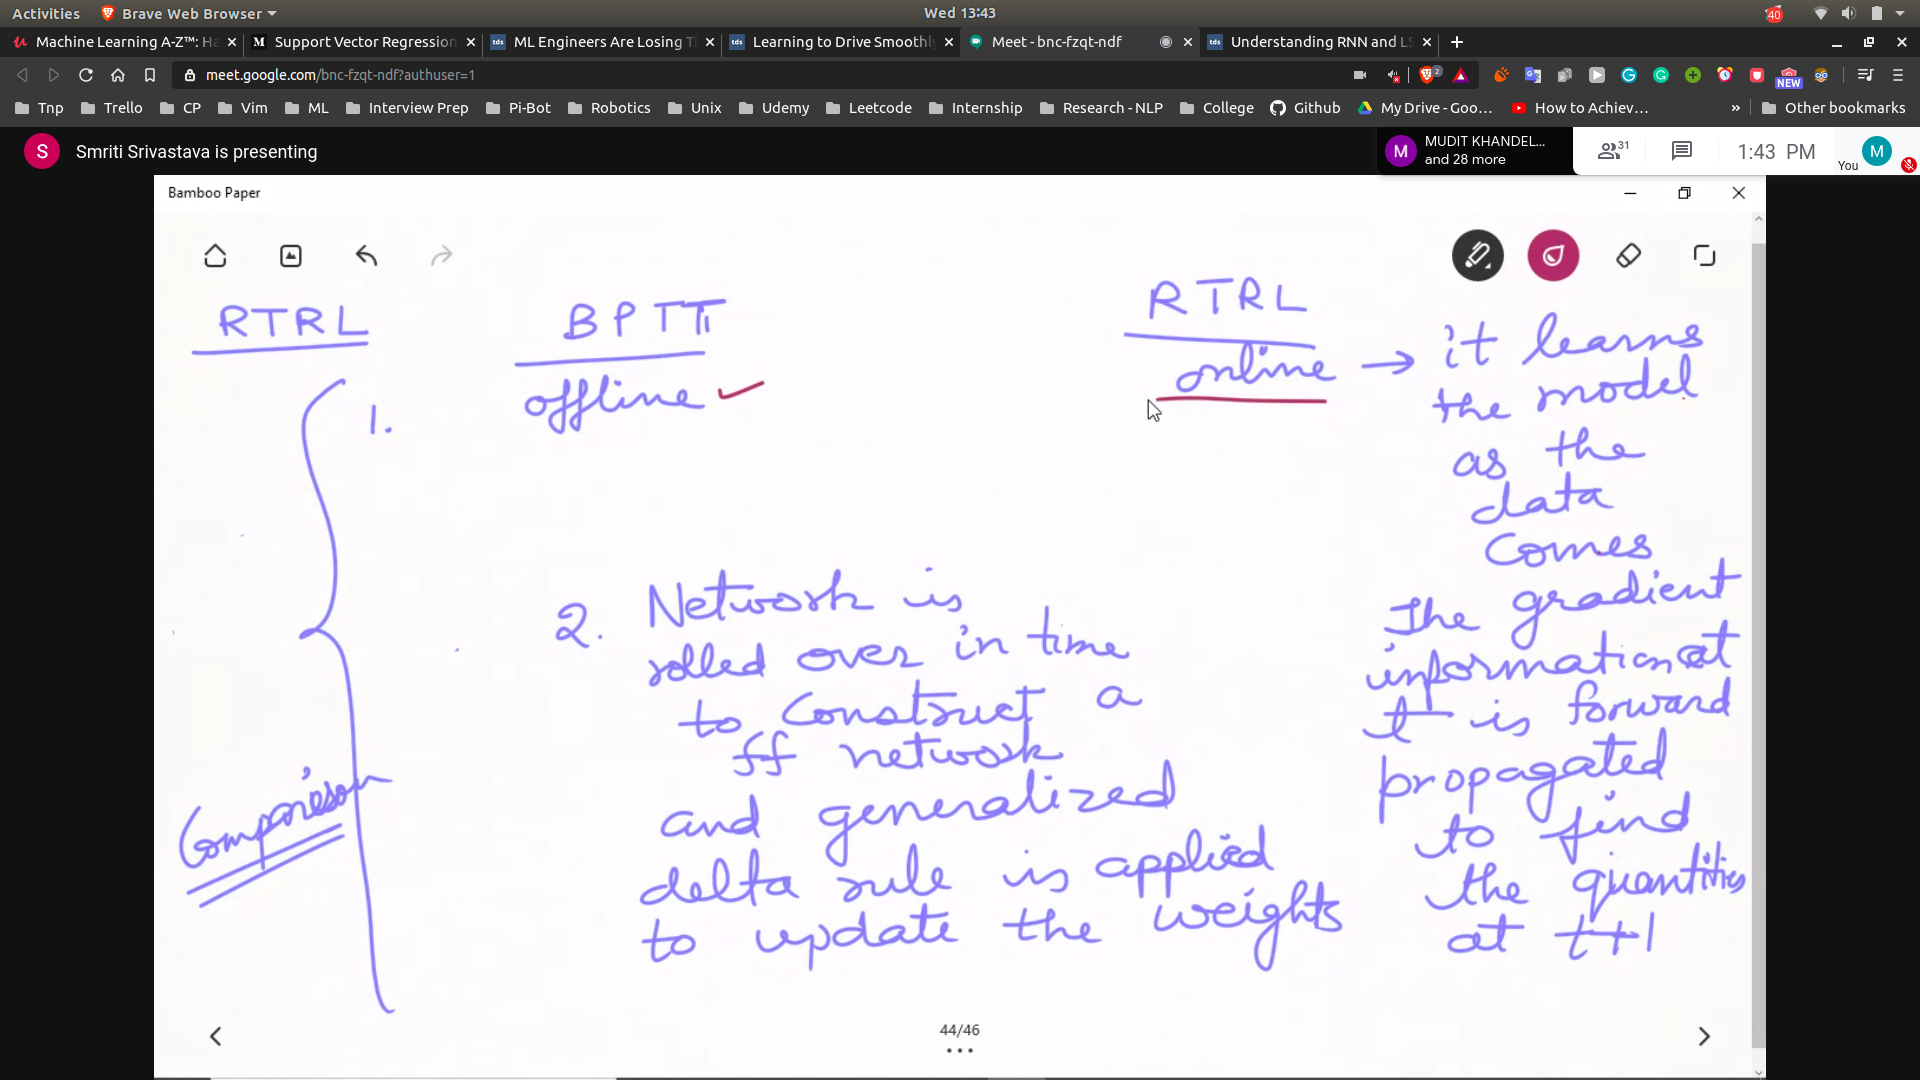 Activities
Brave Web Browser
Wed 13:43
40
Machine Learning A-Z™: Ha
Support Vector Regression
ML Engineers Are Losing T
Learning to Drive Smoothly
Meet - bnc-fzqt-ndf
Understanding RNN and LS
meet.google.com/bnc-fzqt-ndf?authuser=1
2
NEW
Tnp
Trello
CP
Vim
ML
Interview Prep
Pi-Bot
Robotics
Unix
Udemy
Leetcode
Internship
Research - NLP
College
Github
My Drive - Goo...
How to Achiev...
Other bookmarks
S
Smriti Srivastava is presenting
M
MUDIT KHANDEL...
and 28 more
31
1:43 PM
You
M
Bamboo Paper
RTRL
BPTT
offline
1.
2. Network is
rolled over in time
to construct a
ff network
and generalized
delta rule is applied
to update the weights
RTRL
online → it learns
the model
as the
data
comes
The gradient
information at
t is forward
propagated
to find
the quantities
at t+1
Comparison
44/46